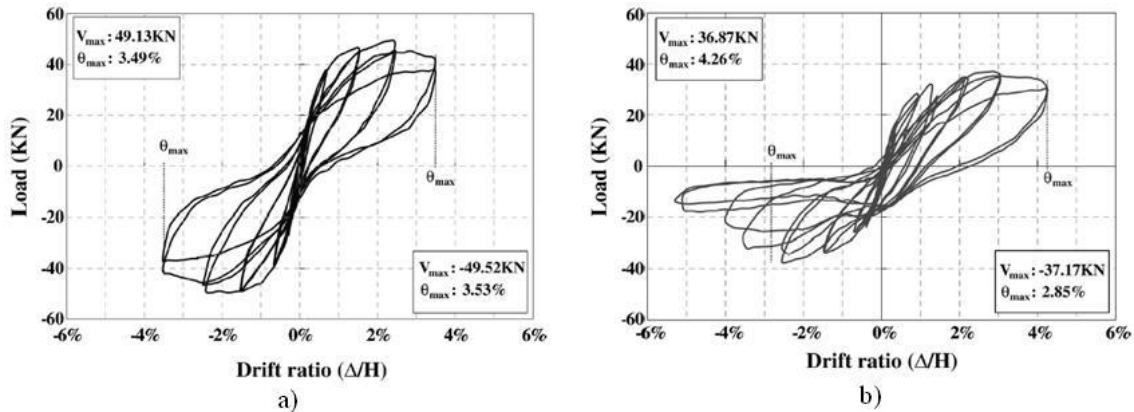 60
40
20
0
-20
-40
-60
-6%
-4%
-2%
0%
2%
4%
6%
Load (KN)
Drift ratio (Δ/H)
Vmax: 49.13KN
θmax: 3.49%
θmax
θmax
Vmax: -49.52KN
θmax: 3.53%
a)
60
40
20
0
-20
-40
-60
-6%
-4%
-2%
0%
2%
4%
6%
Load (KN)
Drift ratio (Δ/H)
Vmax: 36.87KN
θmax: 4.26%
θmax
θmax
Vmax: -37.17KN
θmax: 2.85%
b)